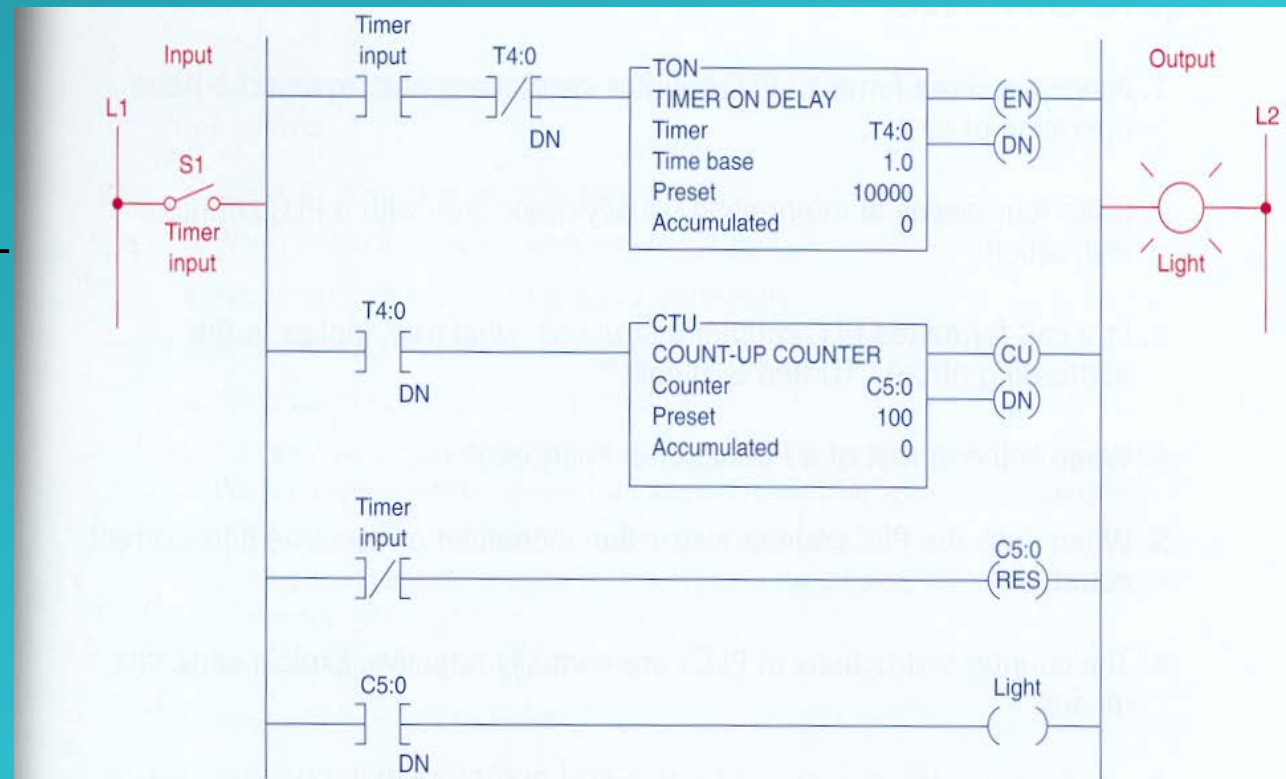 Input
L1
S1
Timer
input
Timer
input
T4:0
DN
TON
TIMER ON DELAY
Timer T4:0
Time base 1.0
Preset 10000
Accumulated 0
EN
DN
Output
L2
Light
T4:0
DN
CTU
COUNT-UP COUNTER
Counter C5:0
Preset 100
Accumulated 0
CU
DN
Timer
input
C5:0
RES
C5:0
DN
Light